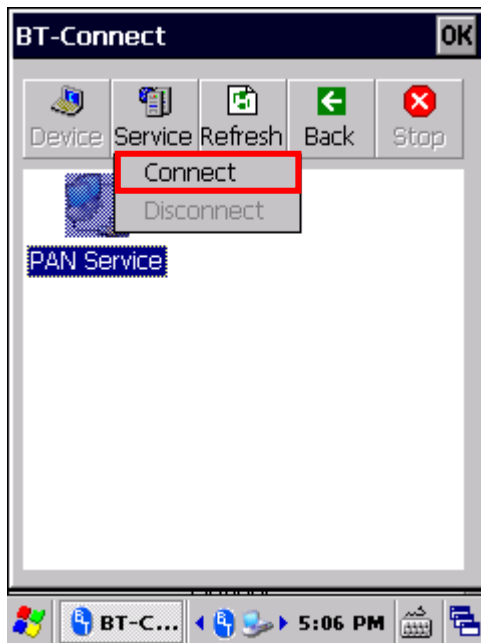 BT-Connect OK
Device Service Refresh Back Stop
Connect
Disconnect
PAN Service
BT-C... 5:06 PM